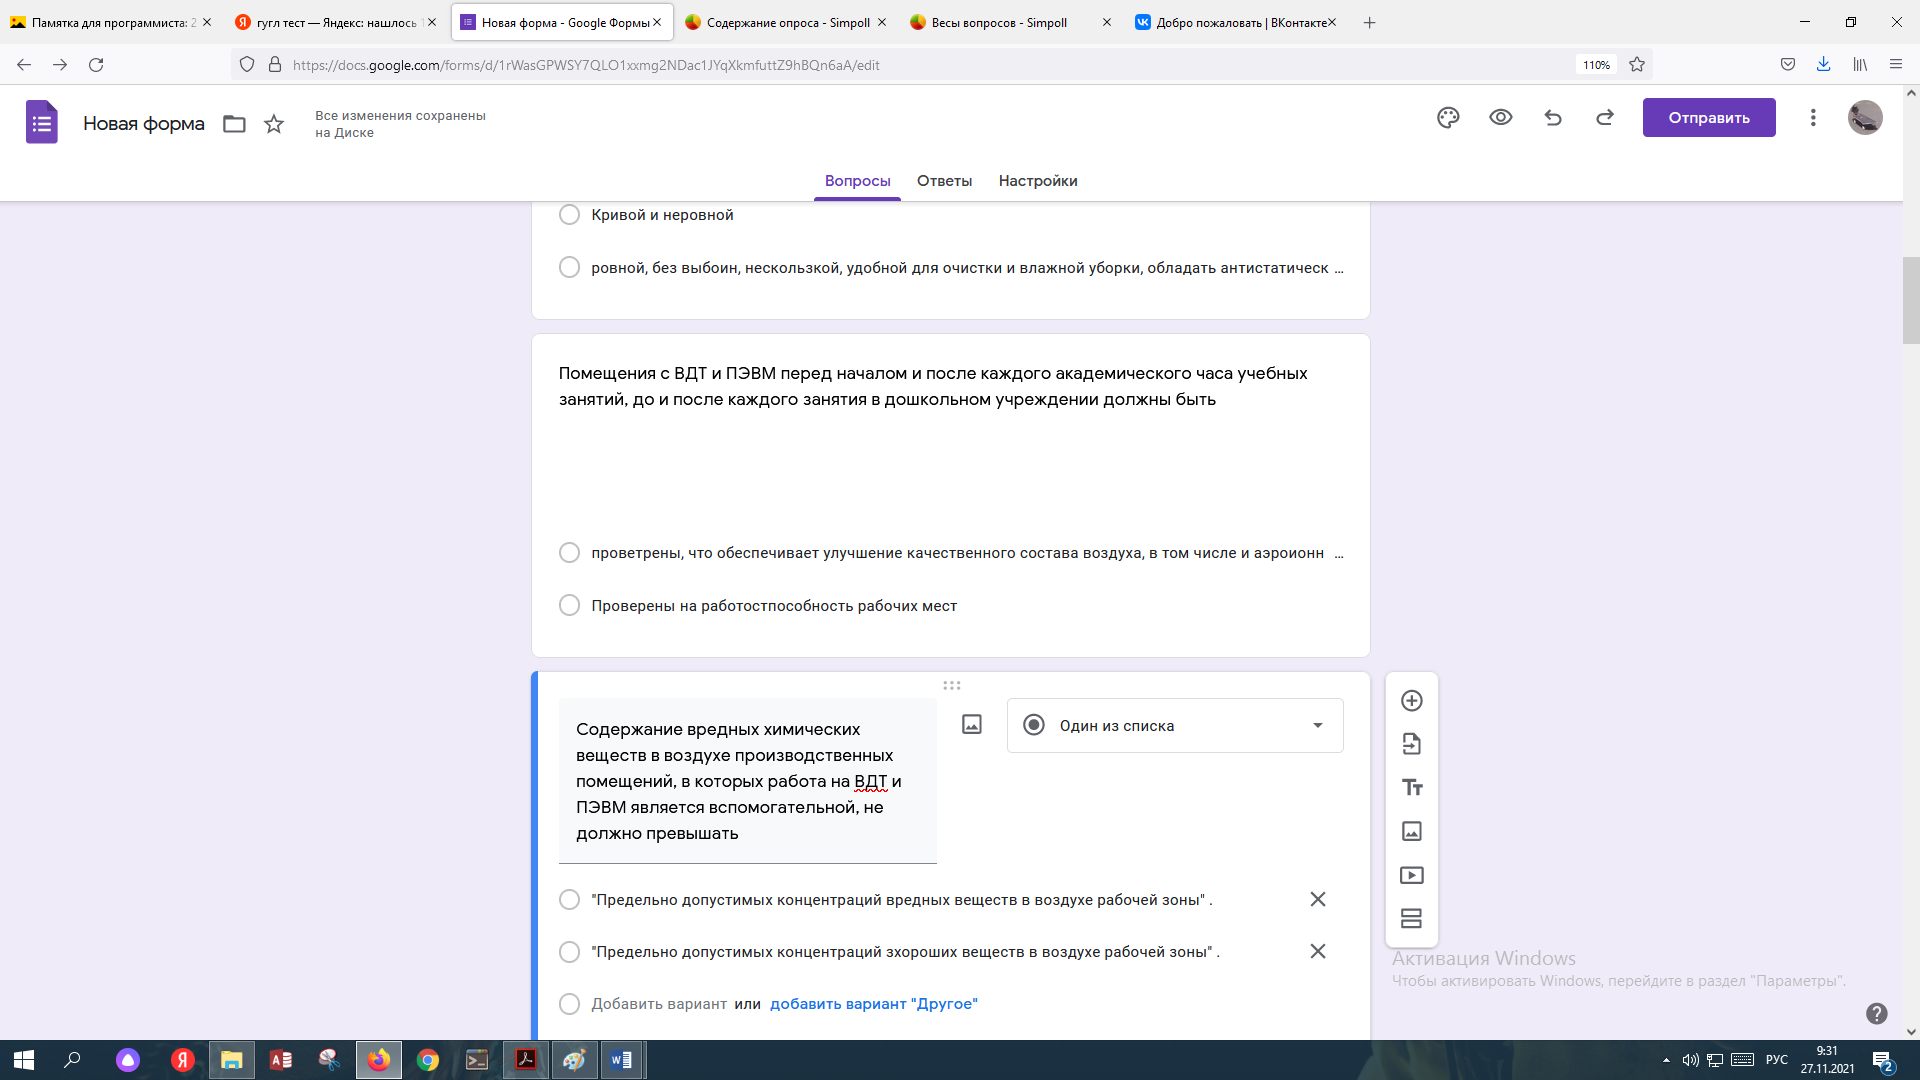 Памятка для программиста: 2
гугл тест — Яндекс: нашлось 1
Новая форма - Google Формы
Содержание опроса - Simpoll
Весы вопросов - Simpoll
Добро пожаловать | ВКонтакте
https://docs.google.com/forms/d/1rWasGPWSY7QLO1xxmg2NDac1JYqXkmfuttZ9hBQn6aA/edit
110%
Новая форма
Все изменения сохранены
на Диске
Отправить
Вопросы
Ответы
Настройки
Кривой и неровной
ровной, без выбоин, нескользкой, удобной для очистки и влажной уборки, обладать антистатическ ...
Помещения с ВДТ и ПЭВМ перед началом и после каждого академического часа учебных
занятий, до и после каждого занятия в дошкольном учреждении должны быть
проветрены, что обеспечивает улучшение качественного состава воздуха, в том числе и аэроионн ...
Проверены на работостпособность рабочих мест
Содержание вредных химических
веществ в воздухе производственных
помещений, в которых работа на ВДТ и
ПЭВМ является вспомогательной, не
должно превышать
Один из списка
"Предельно допустимых концентраций вредных веществ в воздухе рабочей зоны" .
"Предельно допустимых концентраций зхороших веществ в воздухе рабочей зоны" .
Добавить вариант или добавить вариант "Другое"
Активация Windows
Чтобы активировать Windows, перейдите в раздел "Параметры".
РУС
9:31
27.11.2021
2